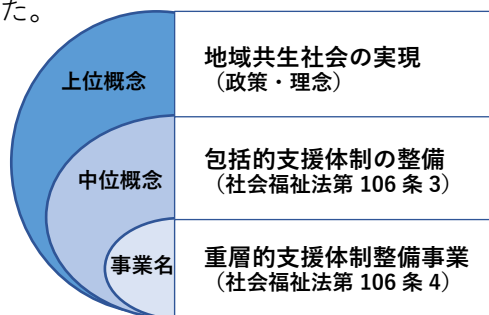 た。
上位概念
地域共生社会の実現
（政策・理念）
中位概念
包括的支援体制の整備
（社会福祉法第 106 条 3）
事業名
重層的支援体制整備事業
（社会福祉法第 106 条 4）